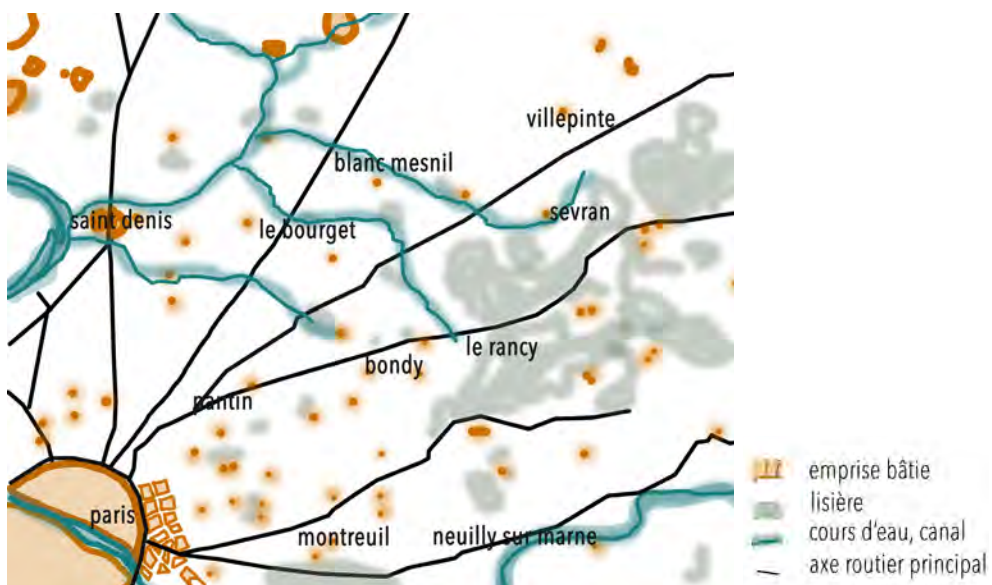 villepinte
blanc mesnil
sevran
saint denis
le bourget
le rancy
bondy
pantin
paris
montreuil
neuilly sur marne
emprise bâtie
lisière
cours d'eau, canal
axe routier principal